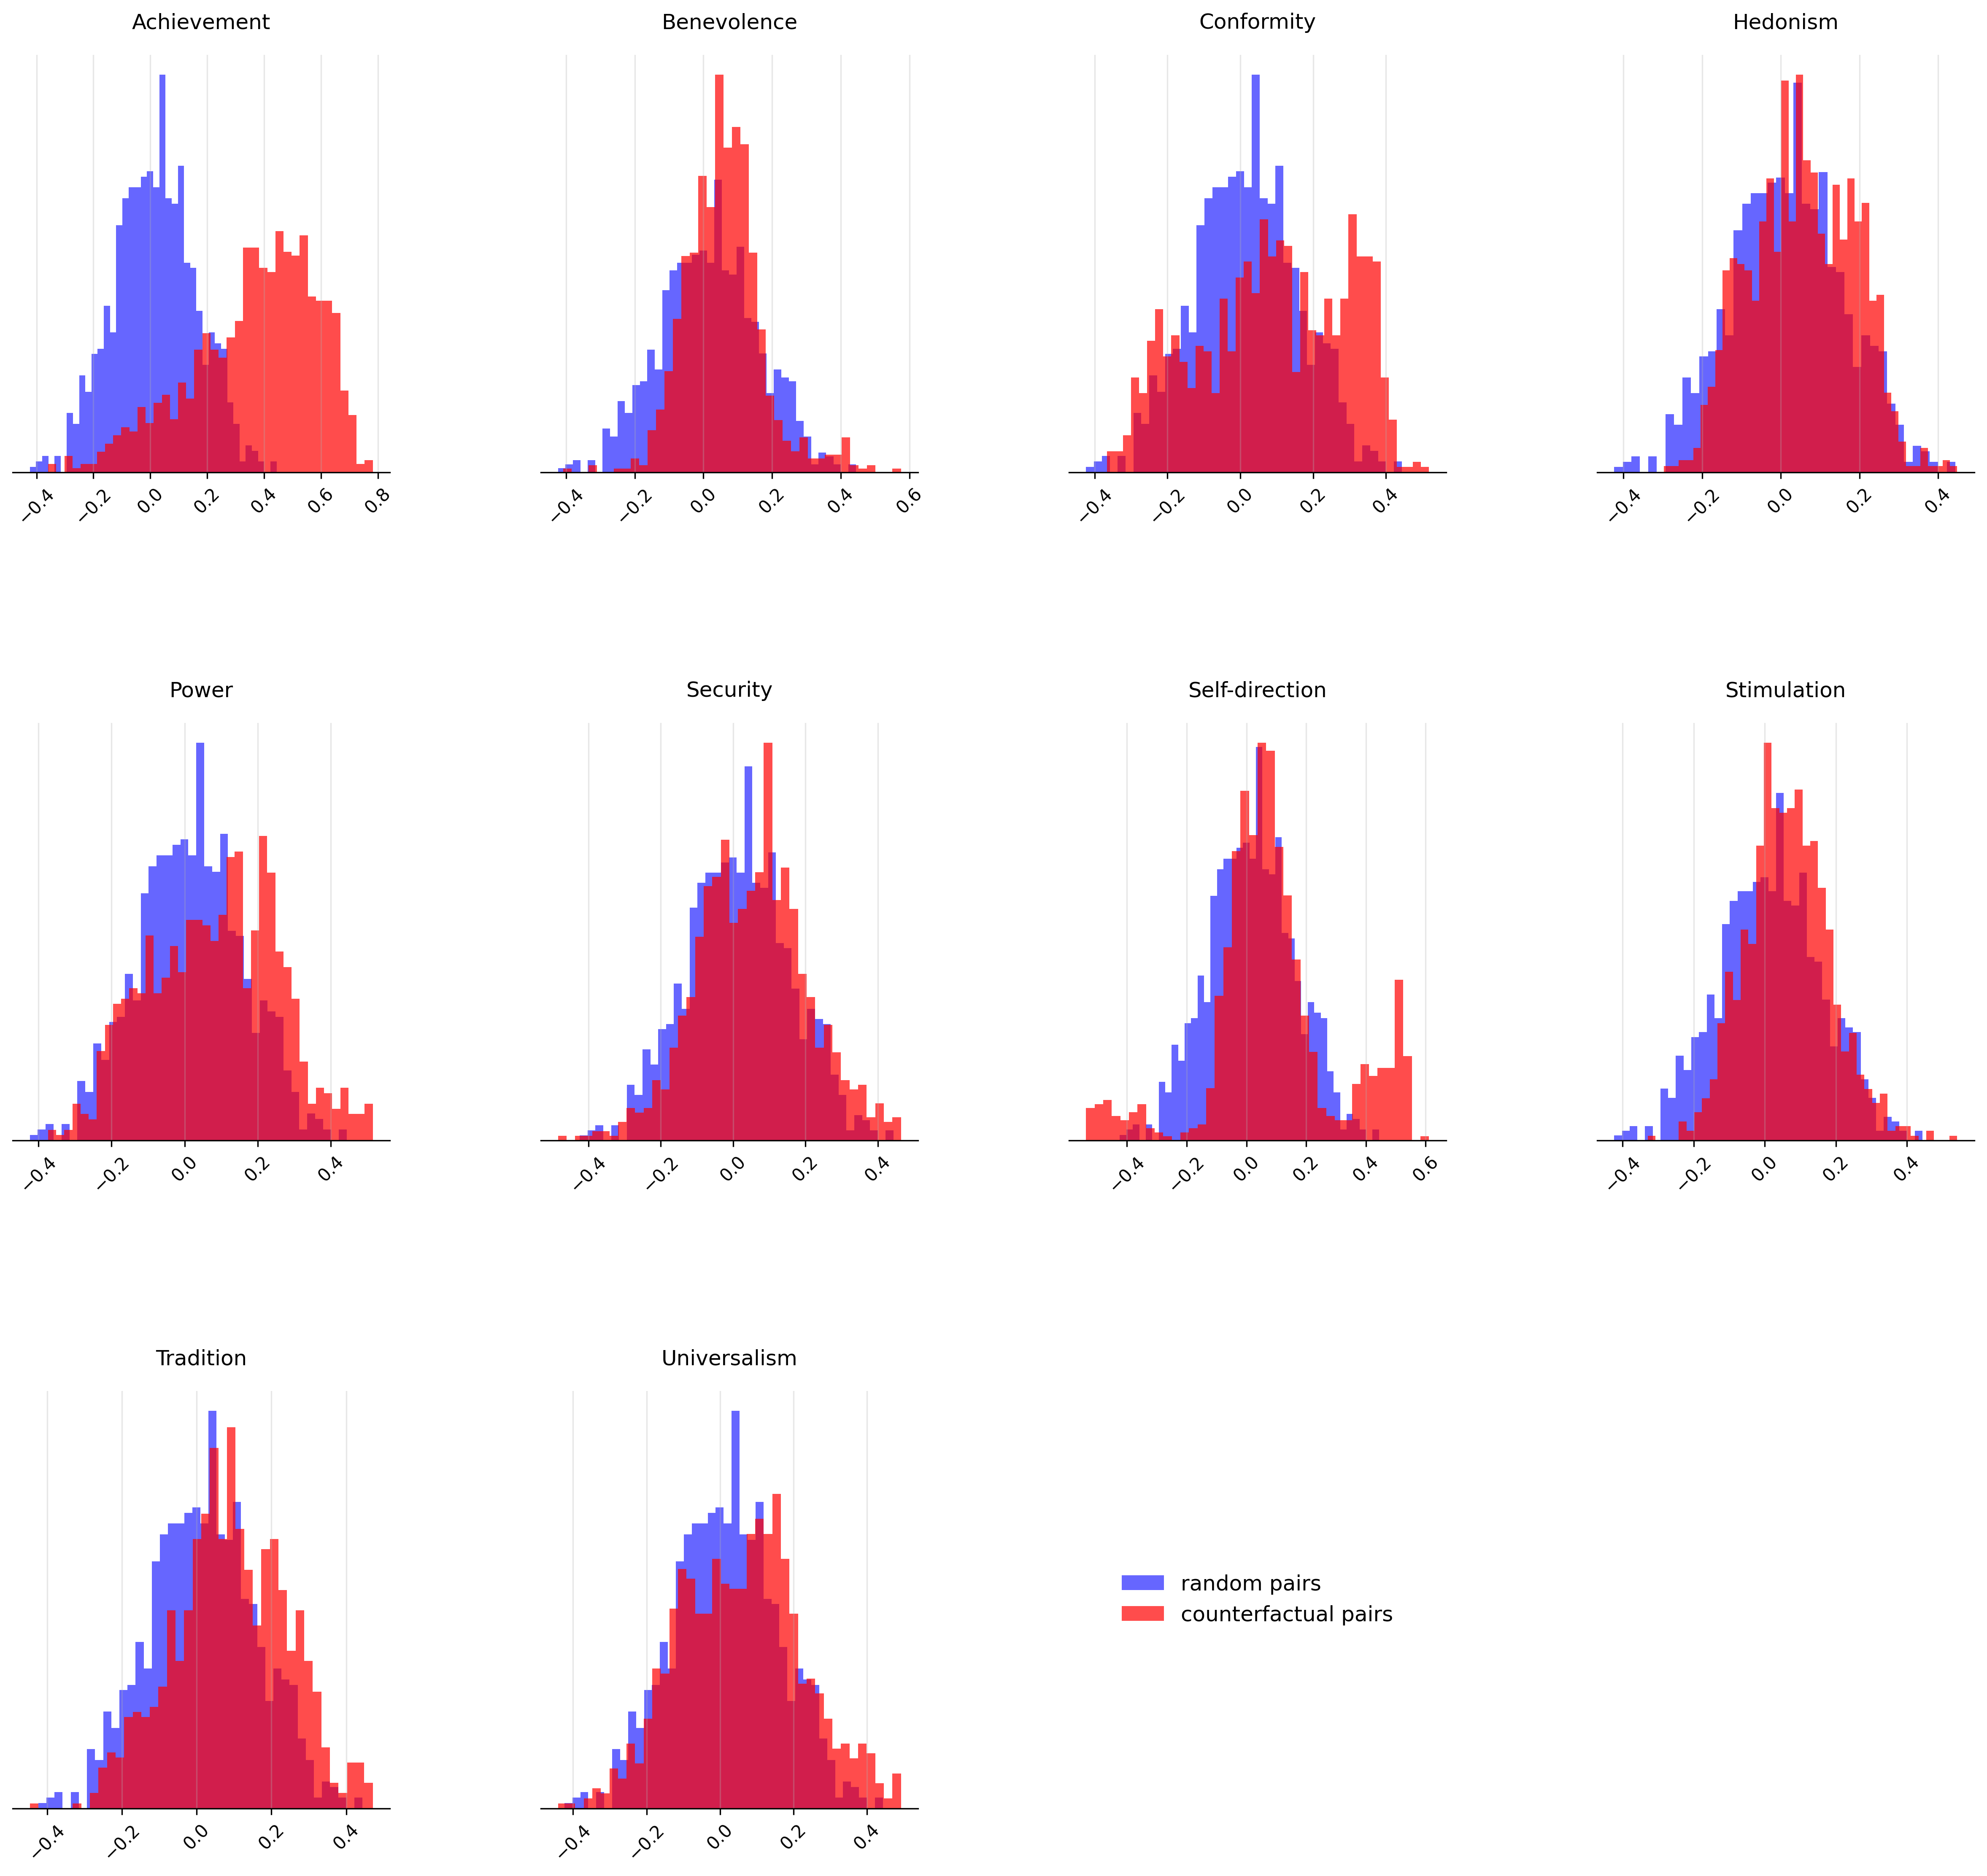 Achievement Benevolence Conformity Hedonism
−0.4 −0.2 0.0 0.2 0.4 0.6 0.8 −0.4 −0.2 0.0 0.2 0.4 0.6 −0.4 −0.2 0.0 0.2 0.4 −0.4 −0.2 0.0 0.2 0.4
Power Security Self-direction Stimulation
−0.4 −0.2 0.0 0.2 0.4 −0.4 −0.2 0.0 0.2 0.4 −0.4 −0.2 0.0 0.2 0.4 0.6 −0.4 −0.2 0.0 0.2 0.4
Tradition Universalism
random pairs
counterfactual pairs
−0.4 −0.2 0.0 0.2 0.4 −0.4 −0.2 0.0 0.2 0.4